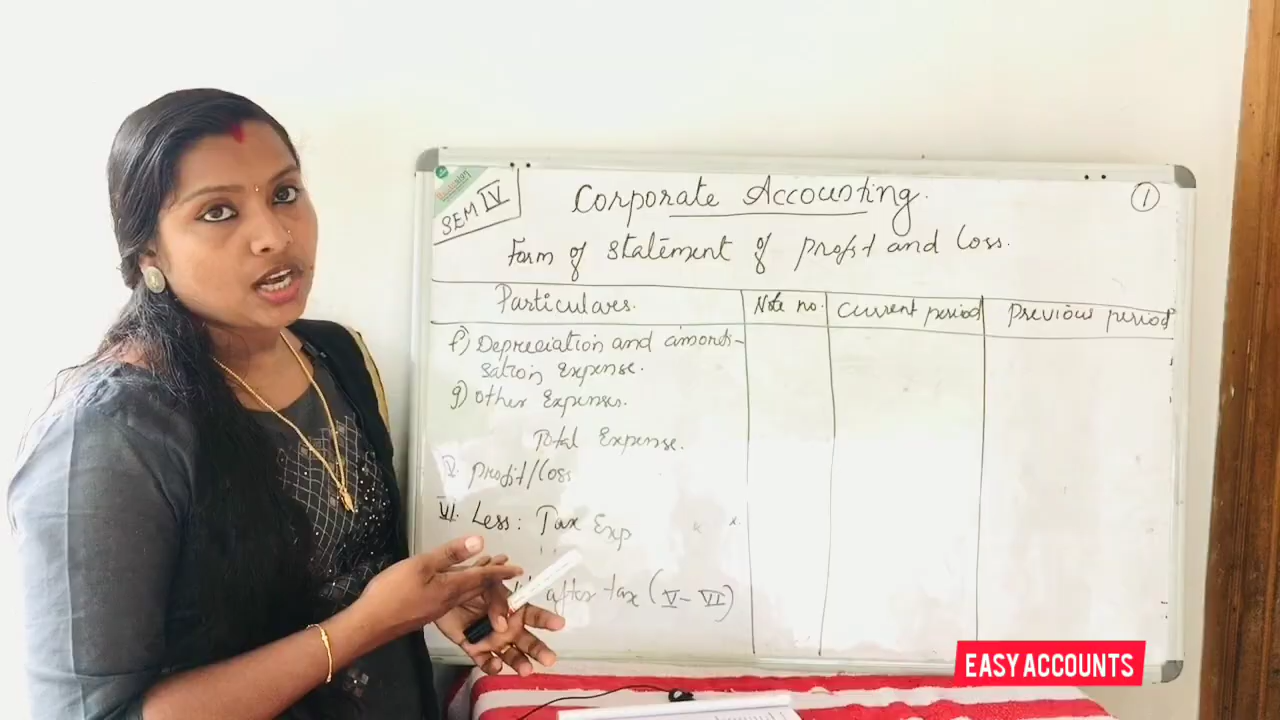 SEM IV
Corporate Accounting.
1
Form of statement of profit and loss.
Particulares. Note no. Current period Previous period
f) Depreciation and amorti-
sation expense.
g) other Expenses.
Total Expense.
V. profit/Loss
VI. Less: Tax Exp
after tax (V - VI)
EASY ACCOUNTS